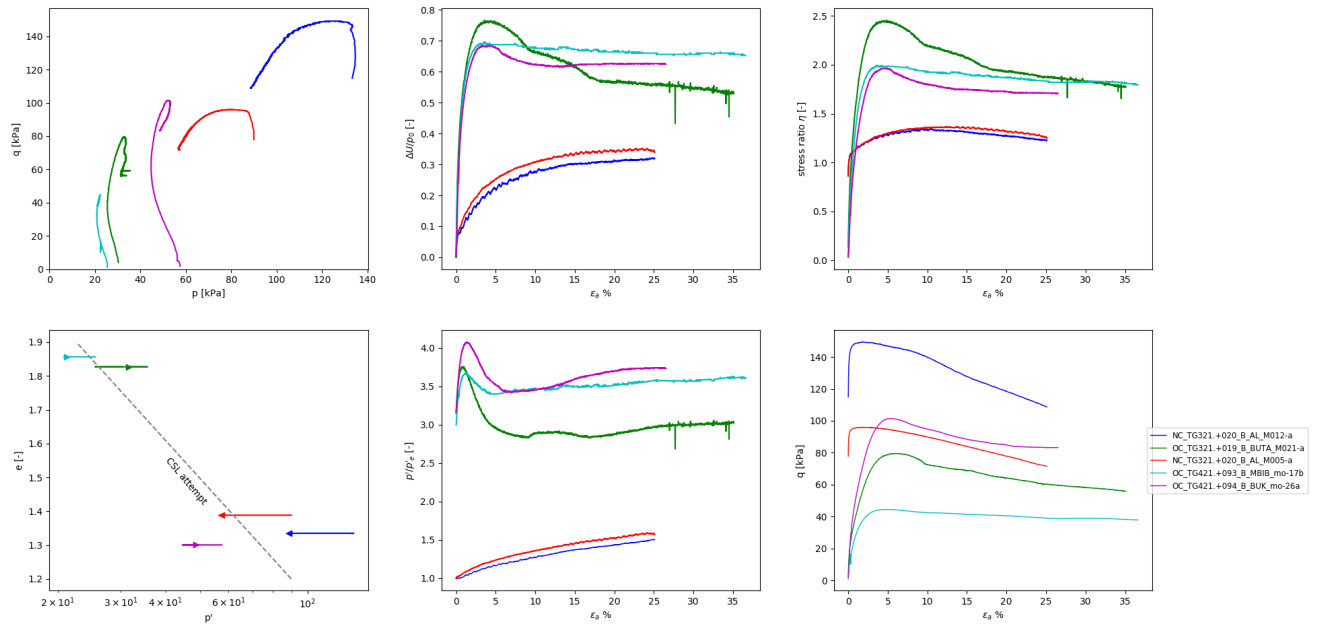 140
120
100
80
60
40
20
0
q [kPa]
0 20 40 60 80 100 120 140
p [kPa]
0.8
0.7
0.6
0.5
0.4
0.3
0.2
0.1
0.0
ΔU/p₀ [-]
0 5 10 15 20 25 30 35
εₐ %
2.5
2.0
1.5
1.0
0.5
0.0
stress ratio η [-]
0 5 10 15 20 25 30 35
εₐ %
1.9
1.8
1.7
1.6
1.5
1.4
1.3
1.2
e [-]
CSL attempt
2 × 10¹ 3 × 10¹ 4 × 10¹ 6 × 10¹ 10²
p'
4.0
3.5
3.0
2.5
2.0
1.5
1.0
p'/p'ₑ [-]
0 5 10 15 20 25 30 35
εₐ %
140
120
100
80
60
40
20
0
q [kPa]
0 5 10 15 20 25 30 35
εₐ %
NC_TG321.+020_B_AL_M012-a
OC_TG321.+019_B_BUTA_M021-a
NC_TG321.+020_B_AL_M005-a
OC_TG421.+093_B_MBIB_mo-17b
OC_TG421.+094_B_BUK_mo-26a